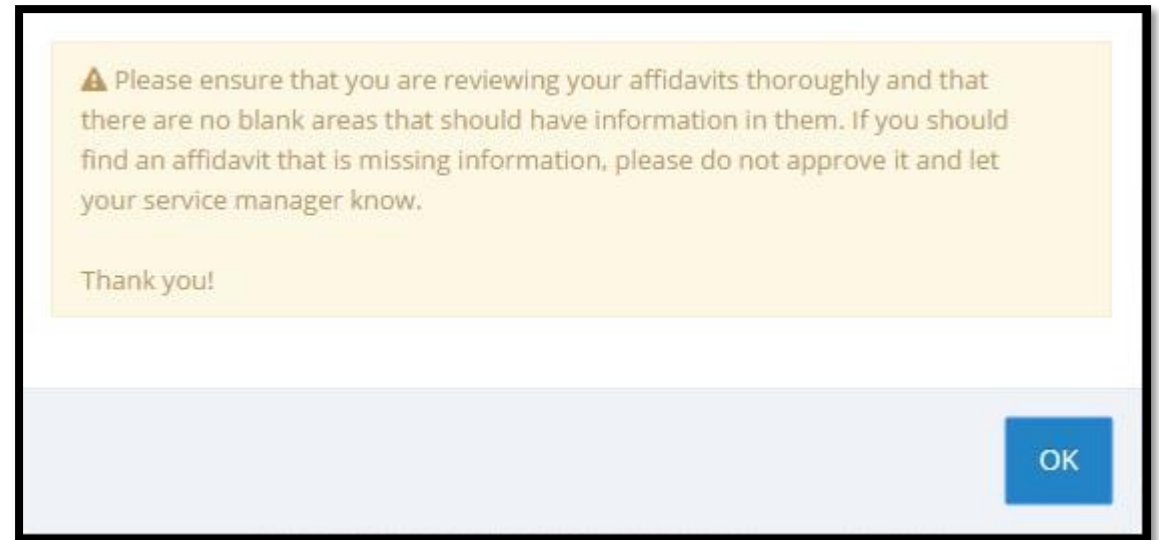 Please ensure that you are reviewing your affidavits thoroughly and that
there are no blank areas that should have information in them. If you should
find an affidavit that is missing information, please do not approve it and let
your service manager know.
Thank you!
OK